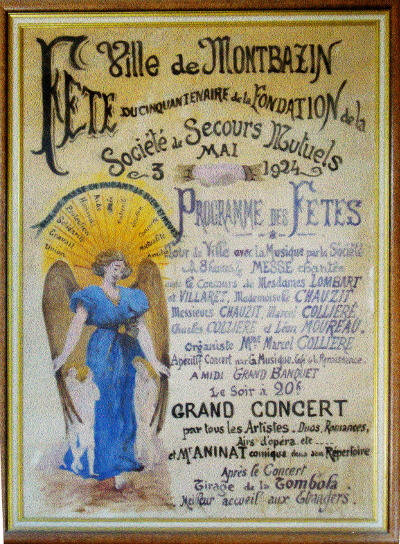 Ville de MONTBAZIN
FÊTE DU CINQUANTENAIRE de la FONDATION de la
Société de Secours Mutuels
3 MAI 1924
PROGRAMME DES FETES
Tour de Ville avec la Musique par la Société
à 8 heures ½ MESSE chantée
avec le concours de Mesdames LOMBART
et VILLARET, Mademoiselle CHAUZIT
Messieurs CHAUZIT, Marcel COLLIÈRE,
Charles COLLIÈRE et Léon MOUREAU.
Organiste Mme Marcel COLLIÈRE
Apéritif Concert par la Musique, Café de la Renaissance
A MIDI GRAND BANQUET
Le Soir à 20h
GRAND CONCERT
par tous les Artistes. Duos, Romances,
Airs d'opéra etc ....
et Mr ANINAT comique dans son Répertoire
Après le Concert
Tirage de la Tombola.
Meilleur accueil aux Etrangers.
Travail
Union